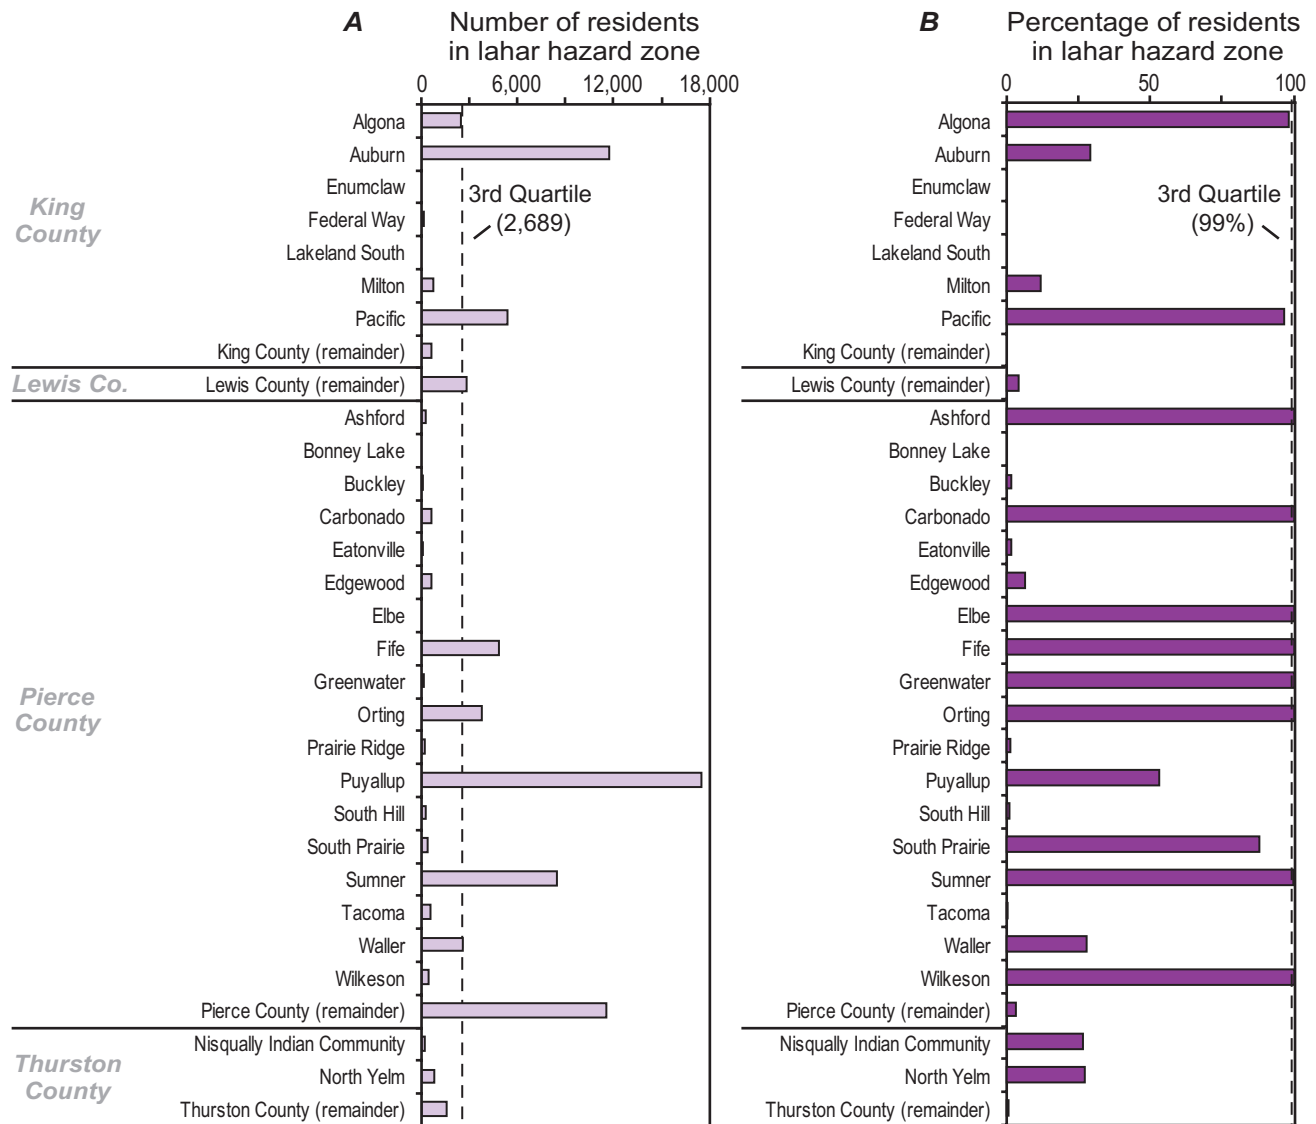 A Number of residents
in lahar hazard zone
0 6,000 12,000 18,000
King
County
Algona
Auburn
Enumclaw
Federal Way
Lakeland South
Milton
Pacific
King County (remainder)
3rd Quartile
(2,689)
Lewis Co.
Lewis County (remainder)
Pierce
County
Ashford
Bonney Lake
Buckley
Carbonado
Eatonville
Edgewood
Elbe
Fife
Greenwater
Orting
Prairie Ridge
Puyallup
South Hill
South Prairie
Sumner
Tacoma
Waller
Wilkeson
Pierce County (remainder)
Thurston
County
Nisqually Indian Community
North Yelm
Thurston County (remainder)
B Percentage of residents
in lahar hazard zone
0 50 100
Algona
Auburn
Enumclaw
Federal Way
Lakeland South
Milton
Pacific
King County (remainder)
3rd Quartile
(99%)
Lewis County (remainder)
Ashford
Bonney Lake
Buckley
Carbonado
Eatonville
Edgewood
Elbe
Fife
Greenwater
Orting
Prairie Ridge
Puyallup
South Hill
South Prairie
Sumner
Tacoma
Waller
Wilkeson
Pierce County (remainder)
Nisqually Indian Community
North Yelm
Thurston County (remainder)